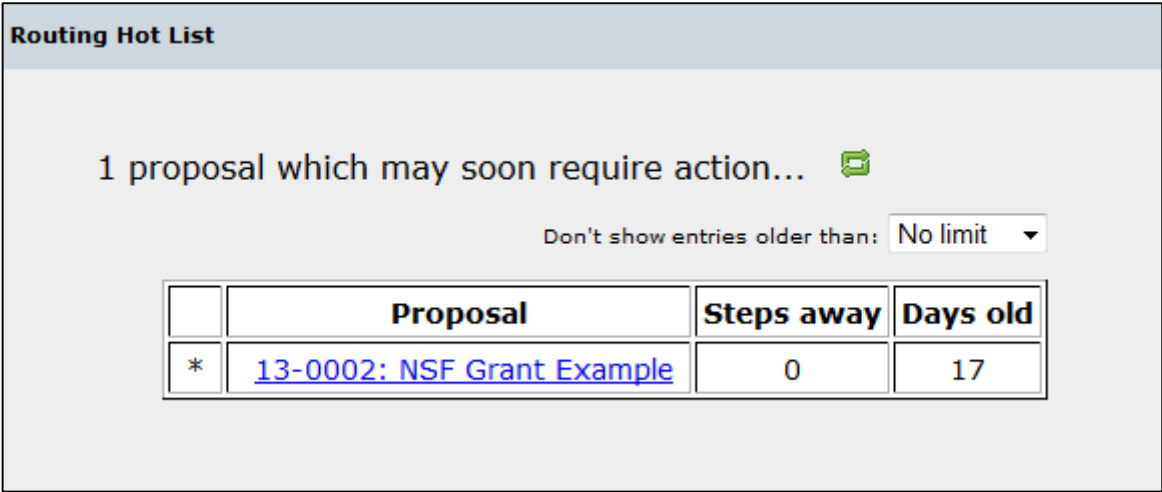 Routing Hot List
1 proposal which may soon require action...
Don't show entries older than: No limit
Proposal Steps away Days old
* 13-0002: NSF Grant Example 0 17